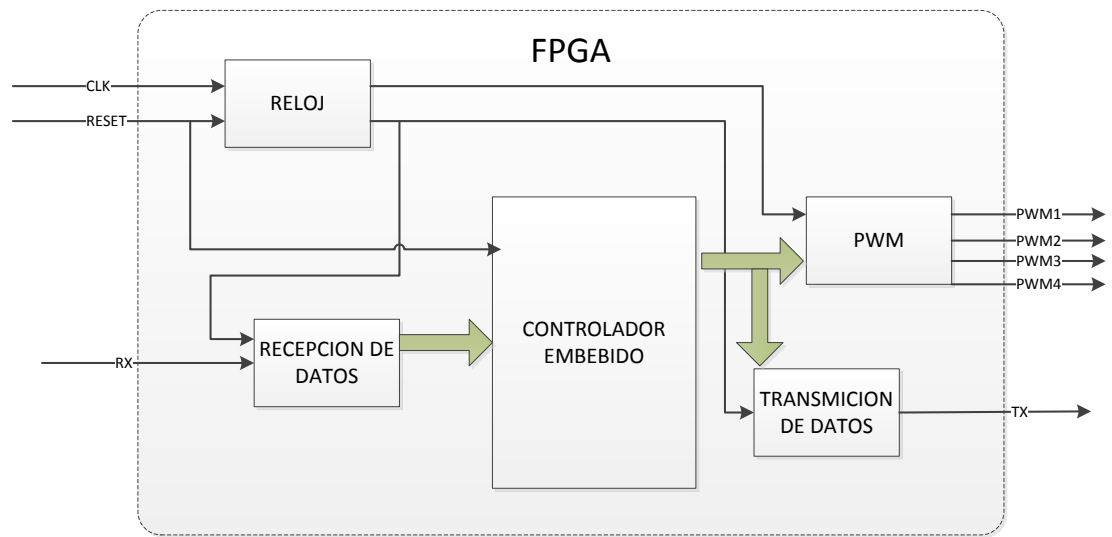 FPGA
CLK
RELOJ
RESET
PWM1
PWM
PWM2
PWM3
PWM4
CONTROLADOR
EMBEBIDO
RECEPCION DE
DATOS
RX
TRANSMICION
DE DATOS
TX